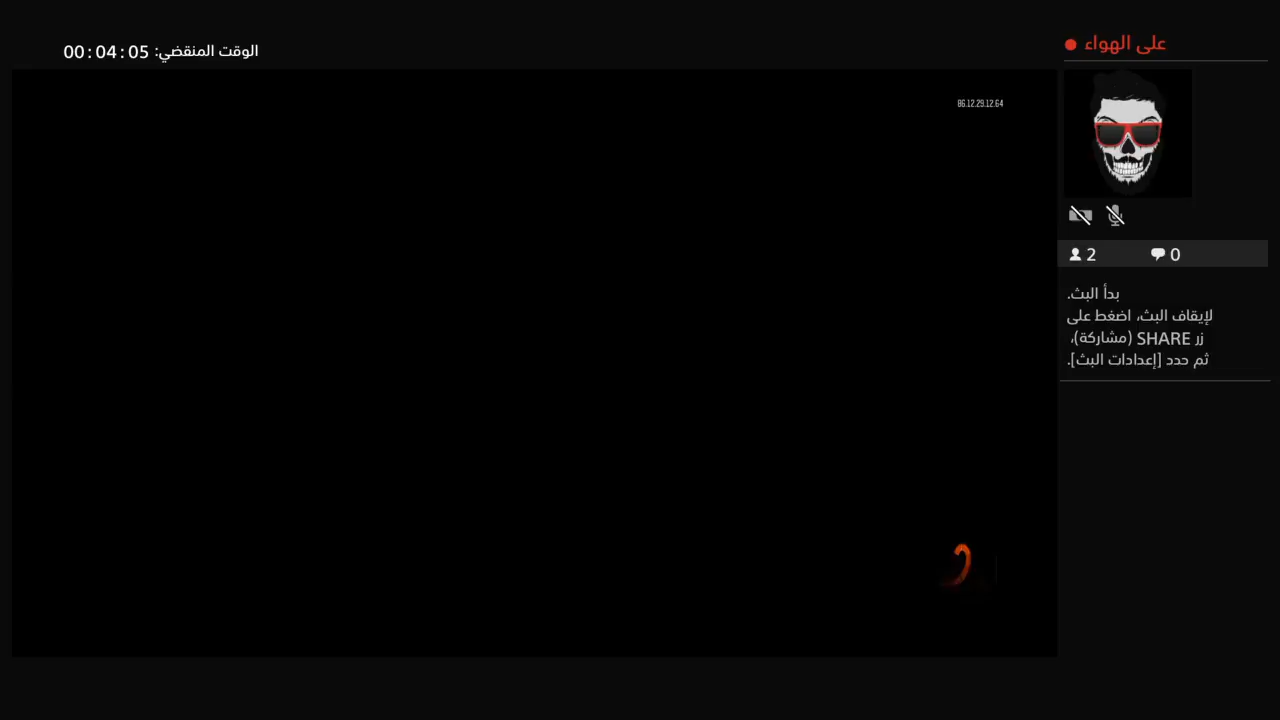 الوقت المنقضي: 00:04:05
على الهواء
86.12.29.12.64
2
0
بدأ البث.
لإيقاف البث، اضغط على
زر SHARE (مشاركة)،
ثم حدد [إعدادات البث].